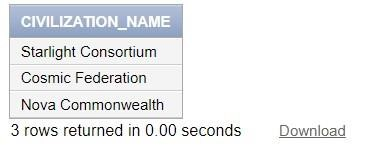 CIVILIZATION_NAME
Starlight Consortium
Cosmic Federation
Nova Commonwealth
3 rows returned in 0.00 seconds Download